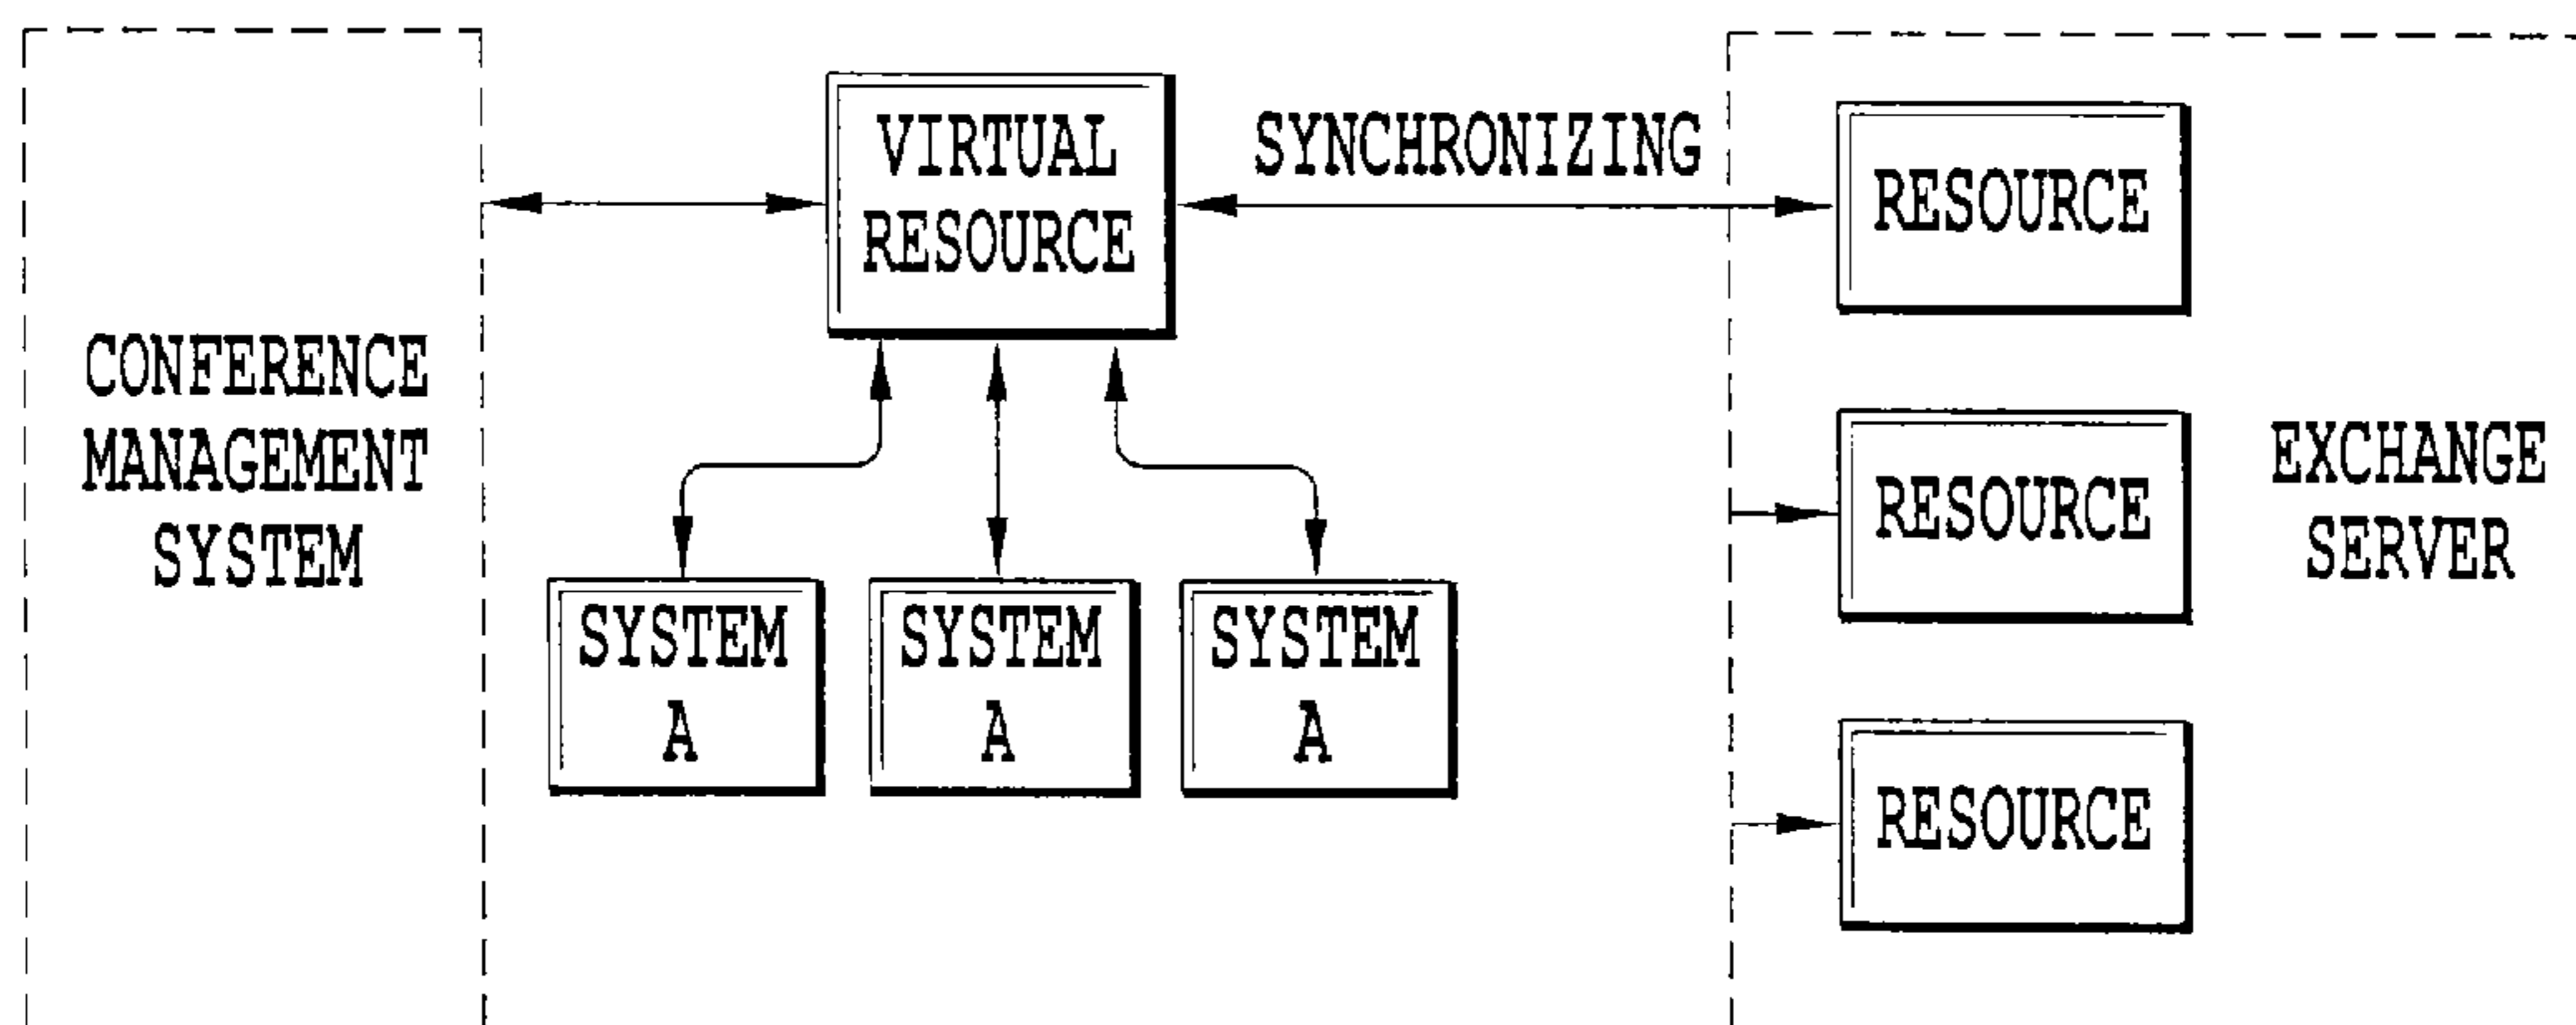 CONFERENCE
MANAGEMENT
SYSTEM
VIRTUAL
RESOURCE
SYNCHRONIZING
SYSTEM
A
SYSTEM
A
SYSTEM
A
RESOURCE
RESOURCE
RESOURCE
EXCHANGE
SERVER